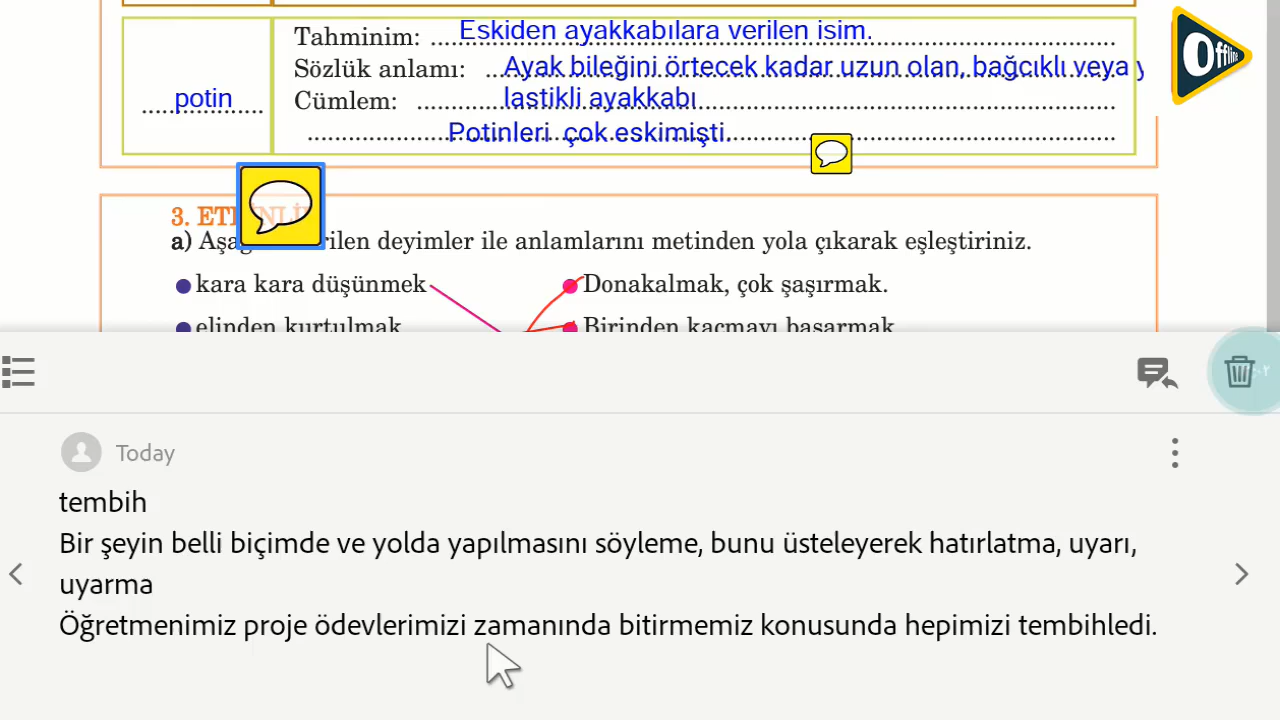 Tahminim: Eskiden ayakkabılara verilen isim.
Sözlük anlamı: Ayak bileğini örtecek kadar uzun olan, bağcıklı veya
potin
Cümlem: lastikli ayakkabı
Potinleri çok eskimişti.
Offline
3.
a) verilen deyimler ile anlamlarını metinden yola çıkarak eşleştiriniz.
kara kara düşünmek
Donakalmak, çok şaşırmak.
elinden kurtulmak
Birinden kaçmayı başarmak
Today
tembih
Bir şeyin belli biçimde ve yolda yapılmasını söyleme, bunu üsteleyerek hatırlatma, uyarı,
uyarma
Öğretmenimiz proje ödevlerimizi zamanında bitirmemiz konusunda hepimizi tembihledi.